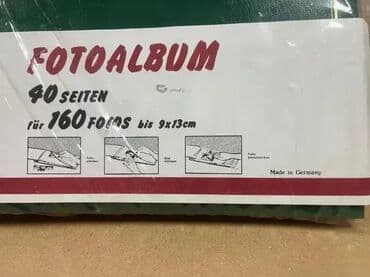 FOTOALBUM
40 SEITEN
für 160 FOTOS bis 9x13cm
Made in Germany